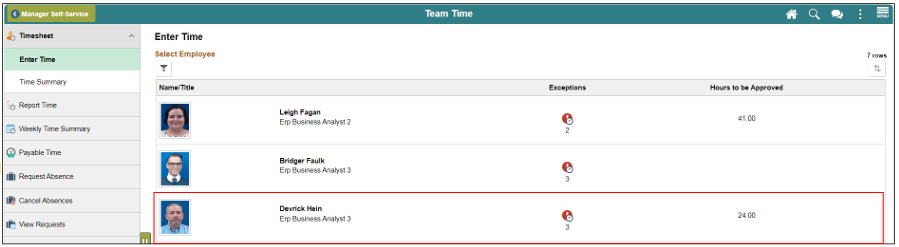 Manager Self-Service
Team Time
MENU
Timesheet
Enter Time
Time Summary
Report Time
Weekly Time Summary
Payable Time
Request Absence
Cancel Absences
View Requests
Enter Time
Select Employee
7 rows
Name/Title Exceptions Hours to be Approved
Leigh Fagan
Erp Business Analyst 2
2
41.00
Bridger Faulk
Erp Business Analyst 3
3
Devrick Hein
Erp Business Analyst 3
3
24.00